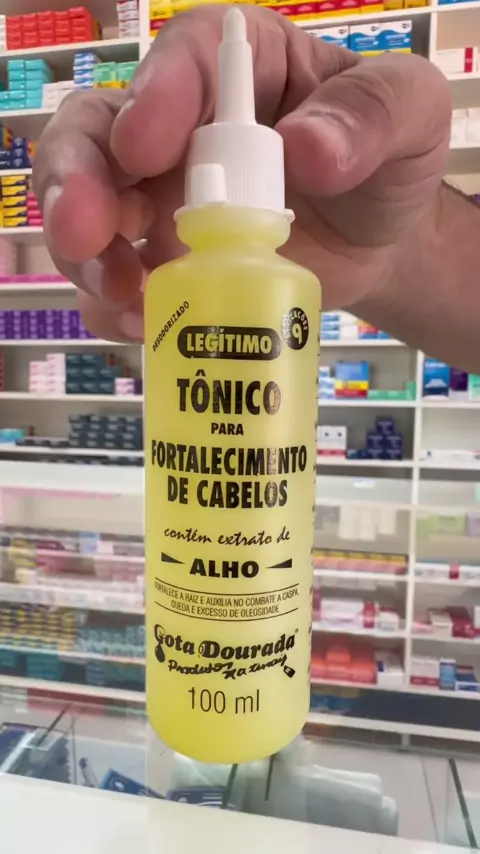 DESODORIZADO
LEGÍTIMO
9
TÔNICO
PARA
FORTALECIMENTO
DE CABELOS
contém extrato de
ALHO
FORTALECE A RAIZ E AUXILIA NO COMBATE A CASPA,
QUEDA E EXCESSO DE OLEOSIDADE
Gota Dourada
Produtos Naturais
100 ml